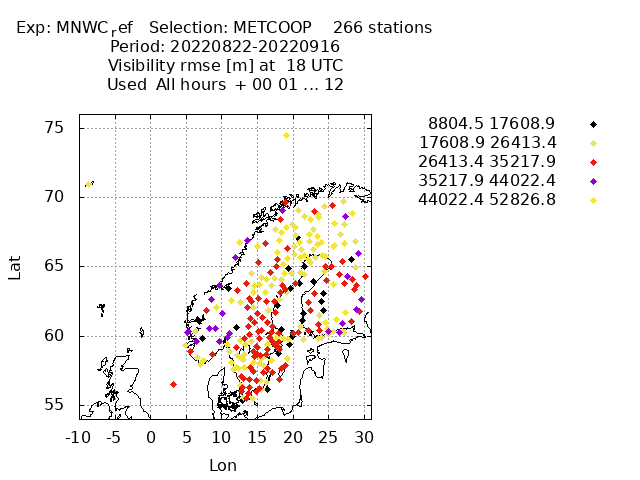 Exp: MNWC_ref   Selection: METCOOP    266 stations
Period: 20220822-20220916
Visibility rmse [m] at  18 UTC
Used  All hours  + 00 01 ... 12
8804.5 17608.9
17608.9 26413.4
26413.4 35217.9
35217.9 44022.4
44022.4 52826.8
75
70
65
60
55
Lat
-10 -5 0 5 10 15 20 25 30
Lon